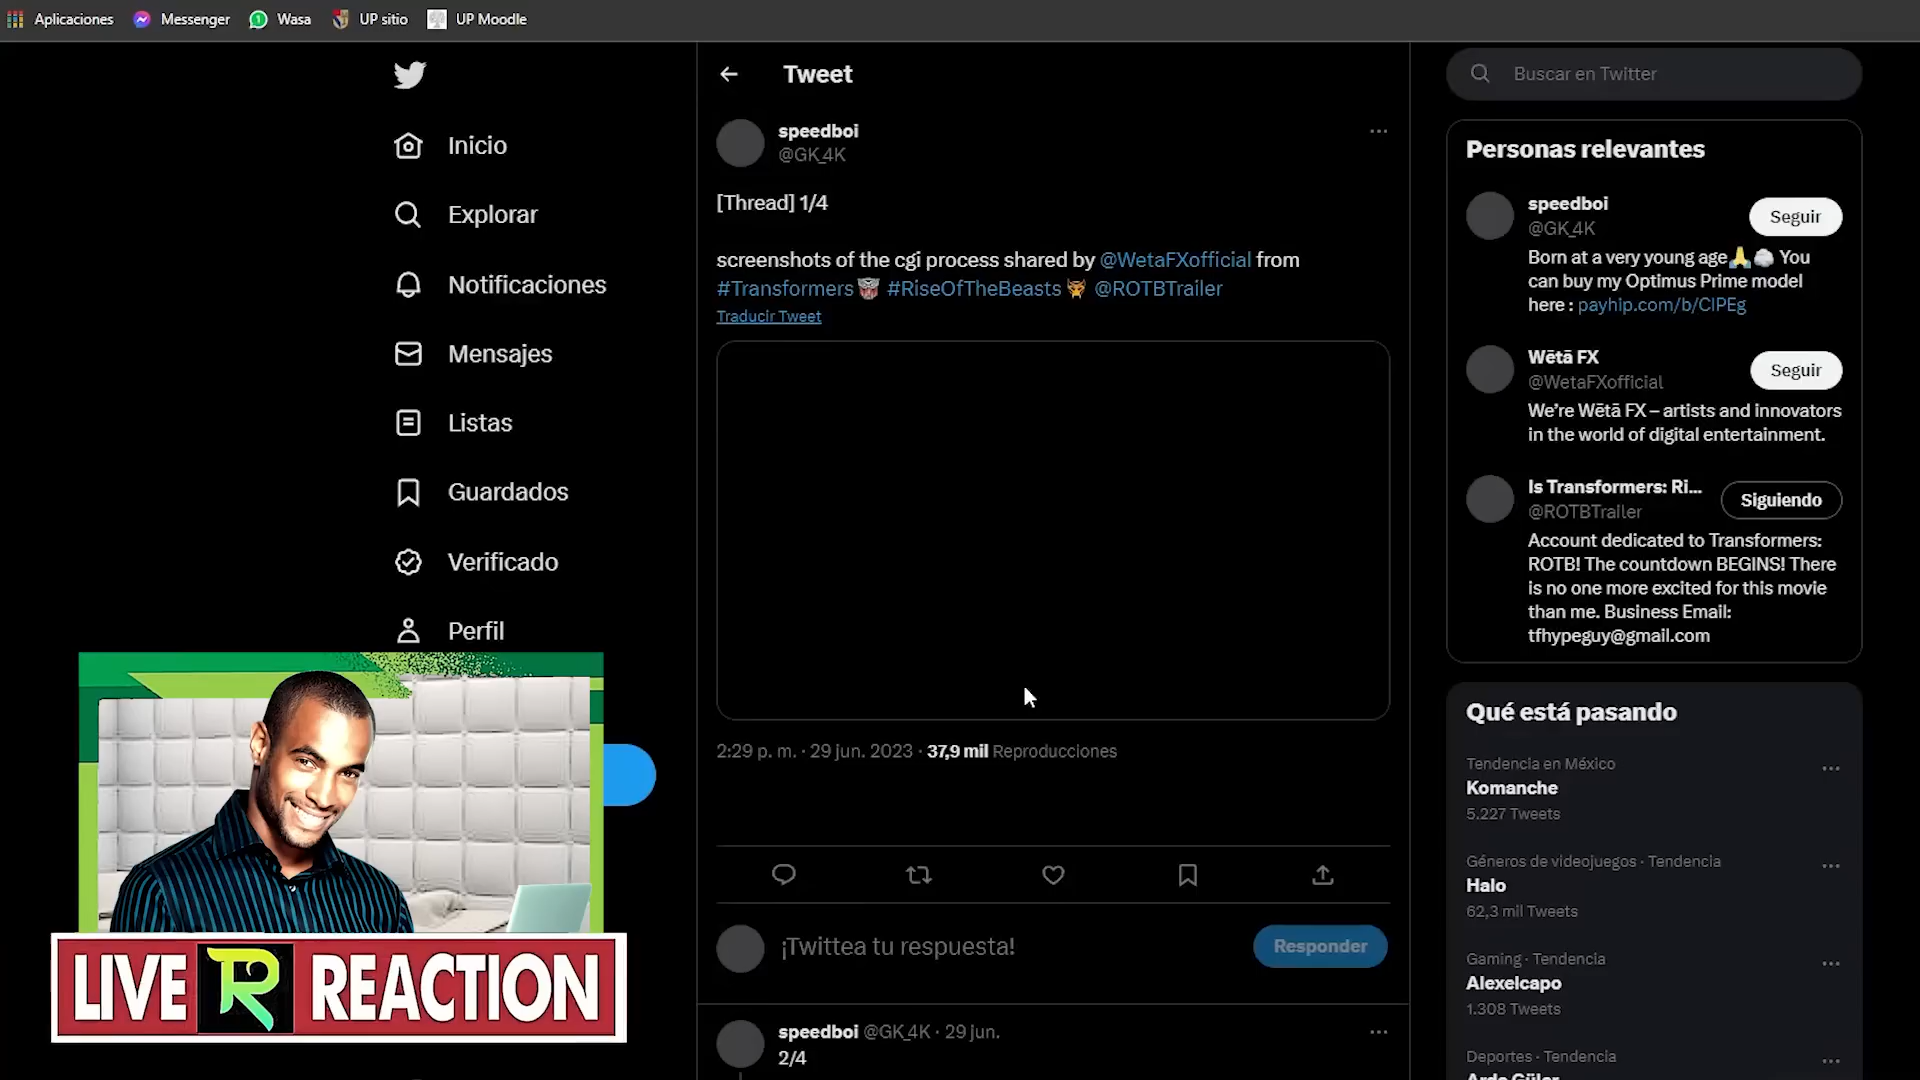 Aplicaciones
Messenger
Wasa
UP sitio
UP Moodle
Inicio
Explorar
Notificaciones
Mensajes
Listas
Guardados
Verificado
Perfil
LIVE REACTION
Tweet
speedboi
@GK_4K
[Thread] 1/4
screenshots of the cgi process shared by @WetaFXofficial from
#Transformers #RiseOfTheBeasts @ROTBTrailer
Traducir Tweet
2:29 p. m. · 29 jun. 2023 · 37,9 mil Reproducciones
¡Twittea tu respuesta!
Responder
speedboi @GK_4K · 29 jun.
2/4
Buscar en Twitter
Personas relevantes
speedboi
@GK_4K
Seguir
Born at a very young age You
can buy my Optimus Prime model
here : payhip.com/b/CIPEg
Wētā FX
@WetaFXofficial
Seguir
We’re Wētā FX – artists and innovators
in the world of digital entertainment.
Is Transformers: Ri...
@ROTBTrailer
Siguiendo
Account dedicated to Transformers:
ROTB! The countdown BEGINS! There
is no one more excited for this movie
than me. Business Email:
tfhypeguy@gmail.com
Qué está pasando
Tendencia en México
Komanche
5.227 Tweets
Géneros de videojuegos · Tendencia
Halo
62,3 mil Tweets
Gaming · Tendencia
Alexelcapo
1.308 Tweets
Deportes · Tendencia
Arda Güler